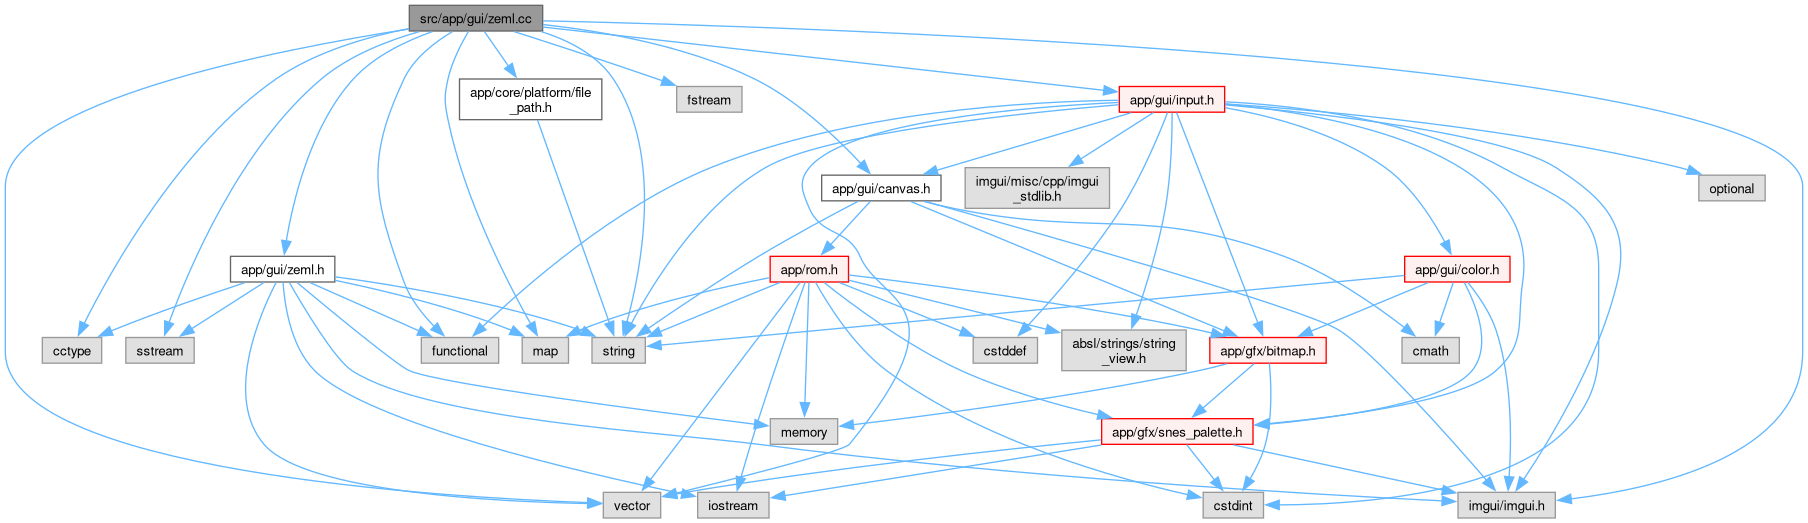 src/app/gui/zeml.cc
app/core/platform/file
_path.h
fstream
app/gui/input.h
app/gui/canvas.h
imgui/misc/cpp/imgui
_stdlib.h
optional
app/gui/zeml.h
app/rom.h
app/gui/color.h
cctype
sstream
functional
map
string
cstddef
absl/strings/string
_view.h
app/gfx/bitmap.h
cmath
memory
app/gfx/snes_palette.h
vector
iostream
cstdint
imgui/imgui.h